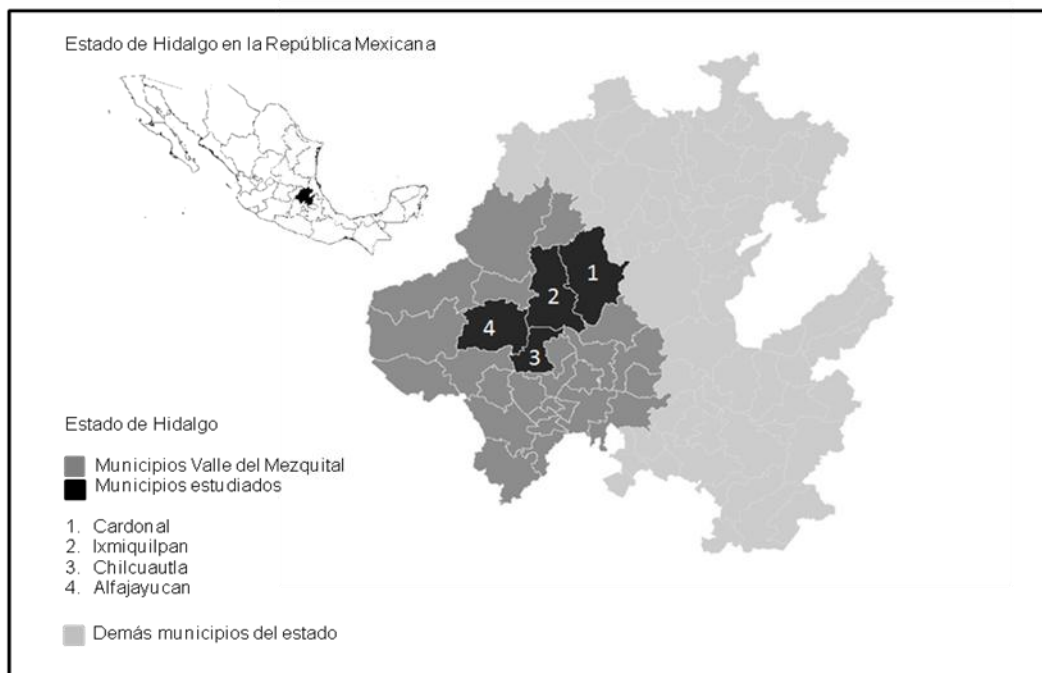 Estado de Hidalgo en la República Mexicana
1
2
4
3
Estado de Hidalgo
Municipios Valle del Mezquital
Municipios estudiados
1. Cardonal
2. Ixmiquilpan
3. Chilcuautla
4. Alfajayucan
Demás municipios del estado